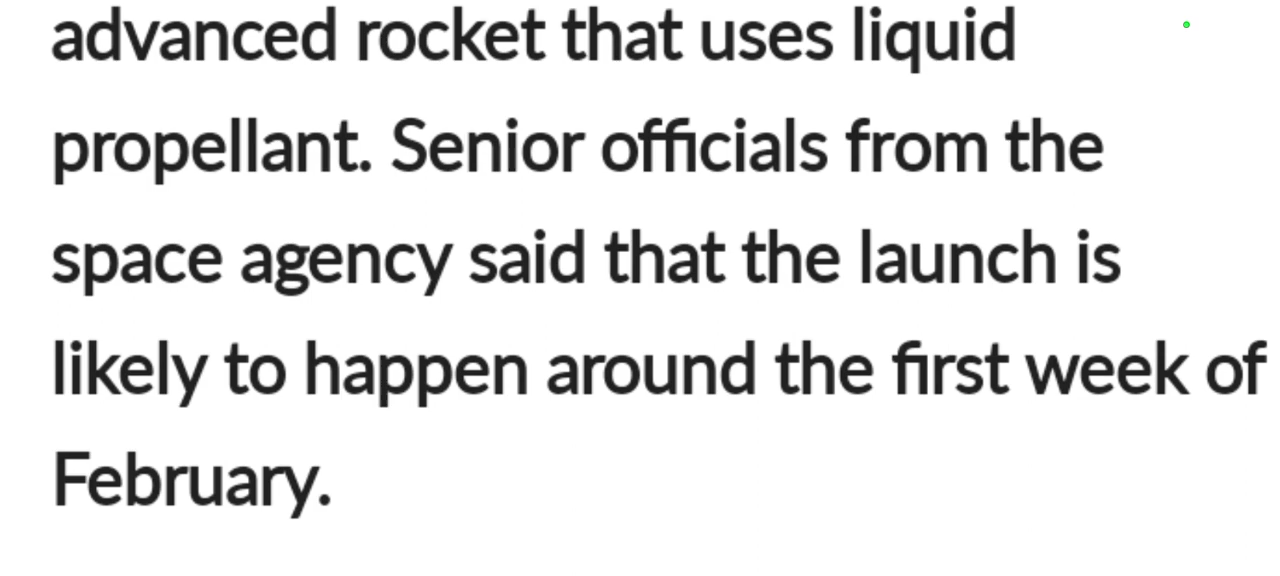 advanced rocket that uses liquid
propellant. Senior officials from the
space agency said that the launch is
likely to happen around the first week of
February.